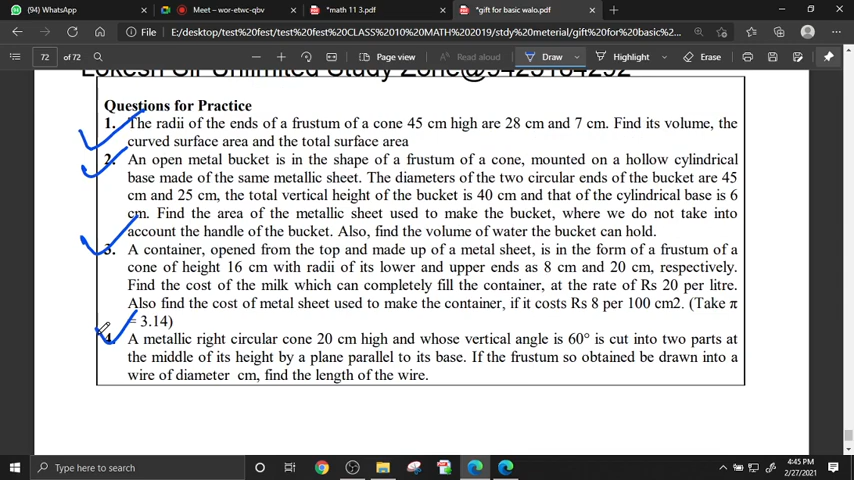 (94) WhatsApp
Meet – wor-etwc-qbv
*math 11 3.pdf
*gift for basic walo.pdf
File
E:/desktop/test%20fest/test%20fest%20CLASS%2010%20MATH%202019/stdy%20meterial/gift%20for%20basic%2...
72
of 72
Page view
Read aloud
Draw
Highlight
Erase
Lokesh Sir Unlimited Study Zone@9425184292
Questions for Practice
1. The radii of the ends of a frustum of a cone 45 cm high are 28 cm and 7 cm. Find its volume, the
curved surface area and the total surface area
2. An open metal bucket is in the shape of a frustum of a cone, mounted on a hollow cylindrical
base made of the same metallic sheet. The diameters of the two circular ends of the bucket are 45
cm and 25 cm, the total vertical height of the bucket is 40 cm and that of the cylindrical base is 6
cm. Find the area of the metallic sheet used to make the bucket, where we do not take into
account the handle of the bucket. Also, find the volume of water the bucket can hold.
3. A container, opened from the top and made up of a metal sheet, is in the form of a frustum of a
cone of height 16 cm with radii of its lower and upper ends as 8 cm and 20 cm, respectively.
Find the cost of the milk which can completely fill the container, at the rate of Rs 20 per litre.
Also find the cost of metal sheet used to make the container, if it costs Rs 8 per 100 cm2. (Take π
= 3.14)
4. A metallic right circular cone 20 cm high and whose vertical angle is 60° is cut into two parts at
the middle of its height by a plane parallel to its base. If the frustum so obtained be drawn into a
wire of diameter cm, find the length of the wire.
Type here to search
4:45 PM
2/27/2021